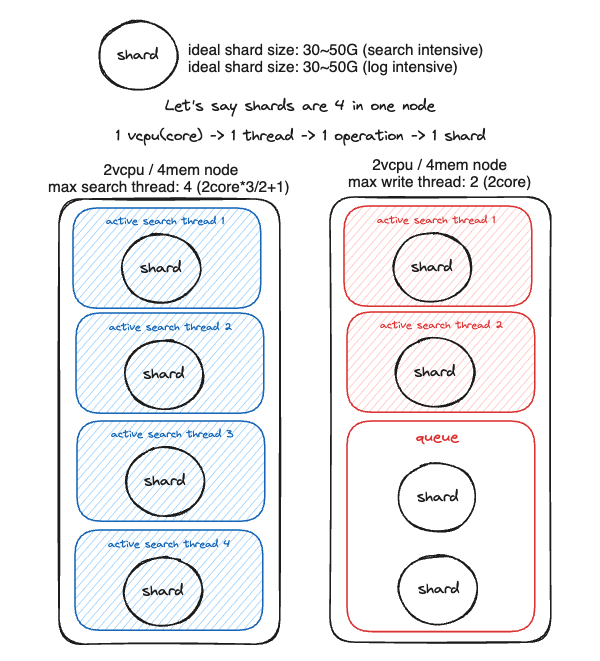 shard
ideal shard size: 30~50G (search intensive)
ideal shard size: 30~50G (log intensive)
Let's say shards are 4 in one node
1 vcpu(core) -> 1 thread -> 1 operation -> 1 shard
2vcpu / 4mem node
max search thread: 4 (2core*3/2+1)
active search thread 1
shard
active search thread 2
shard
active search thread 3
shard
active search thread 4
shard
2vcpu / 4mem node
max write thread: 2 (2core)
active search thread 1
shard
active search thread 2
shard
queue
shard
shard